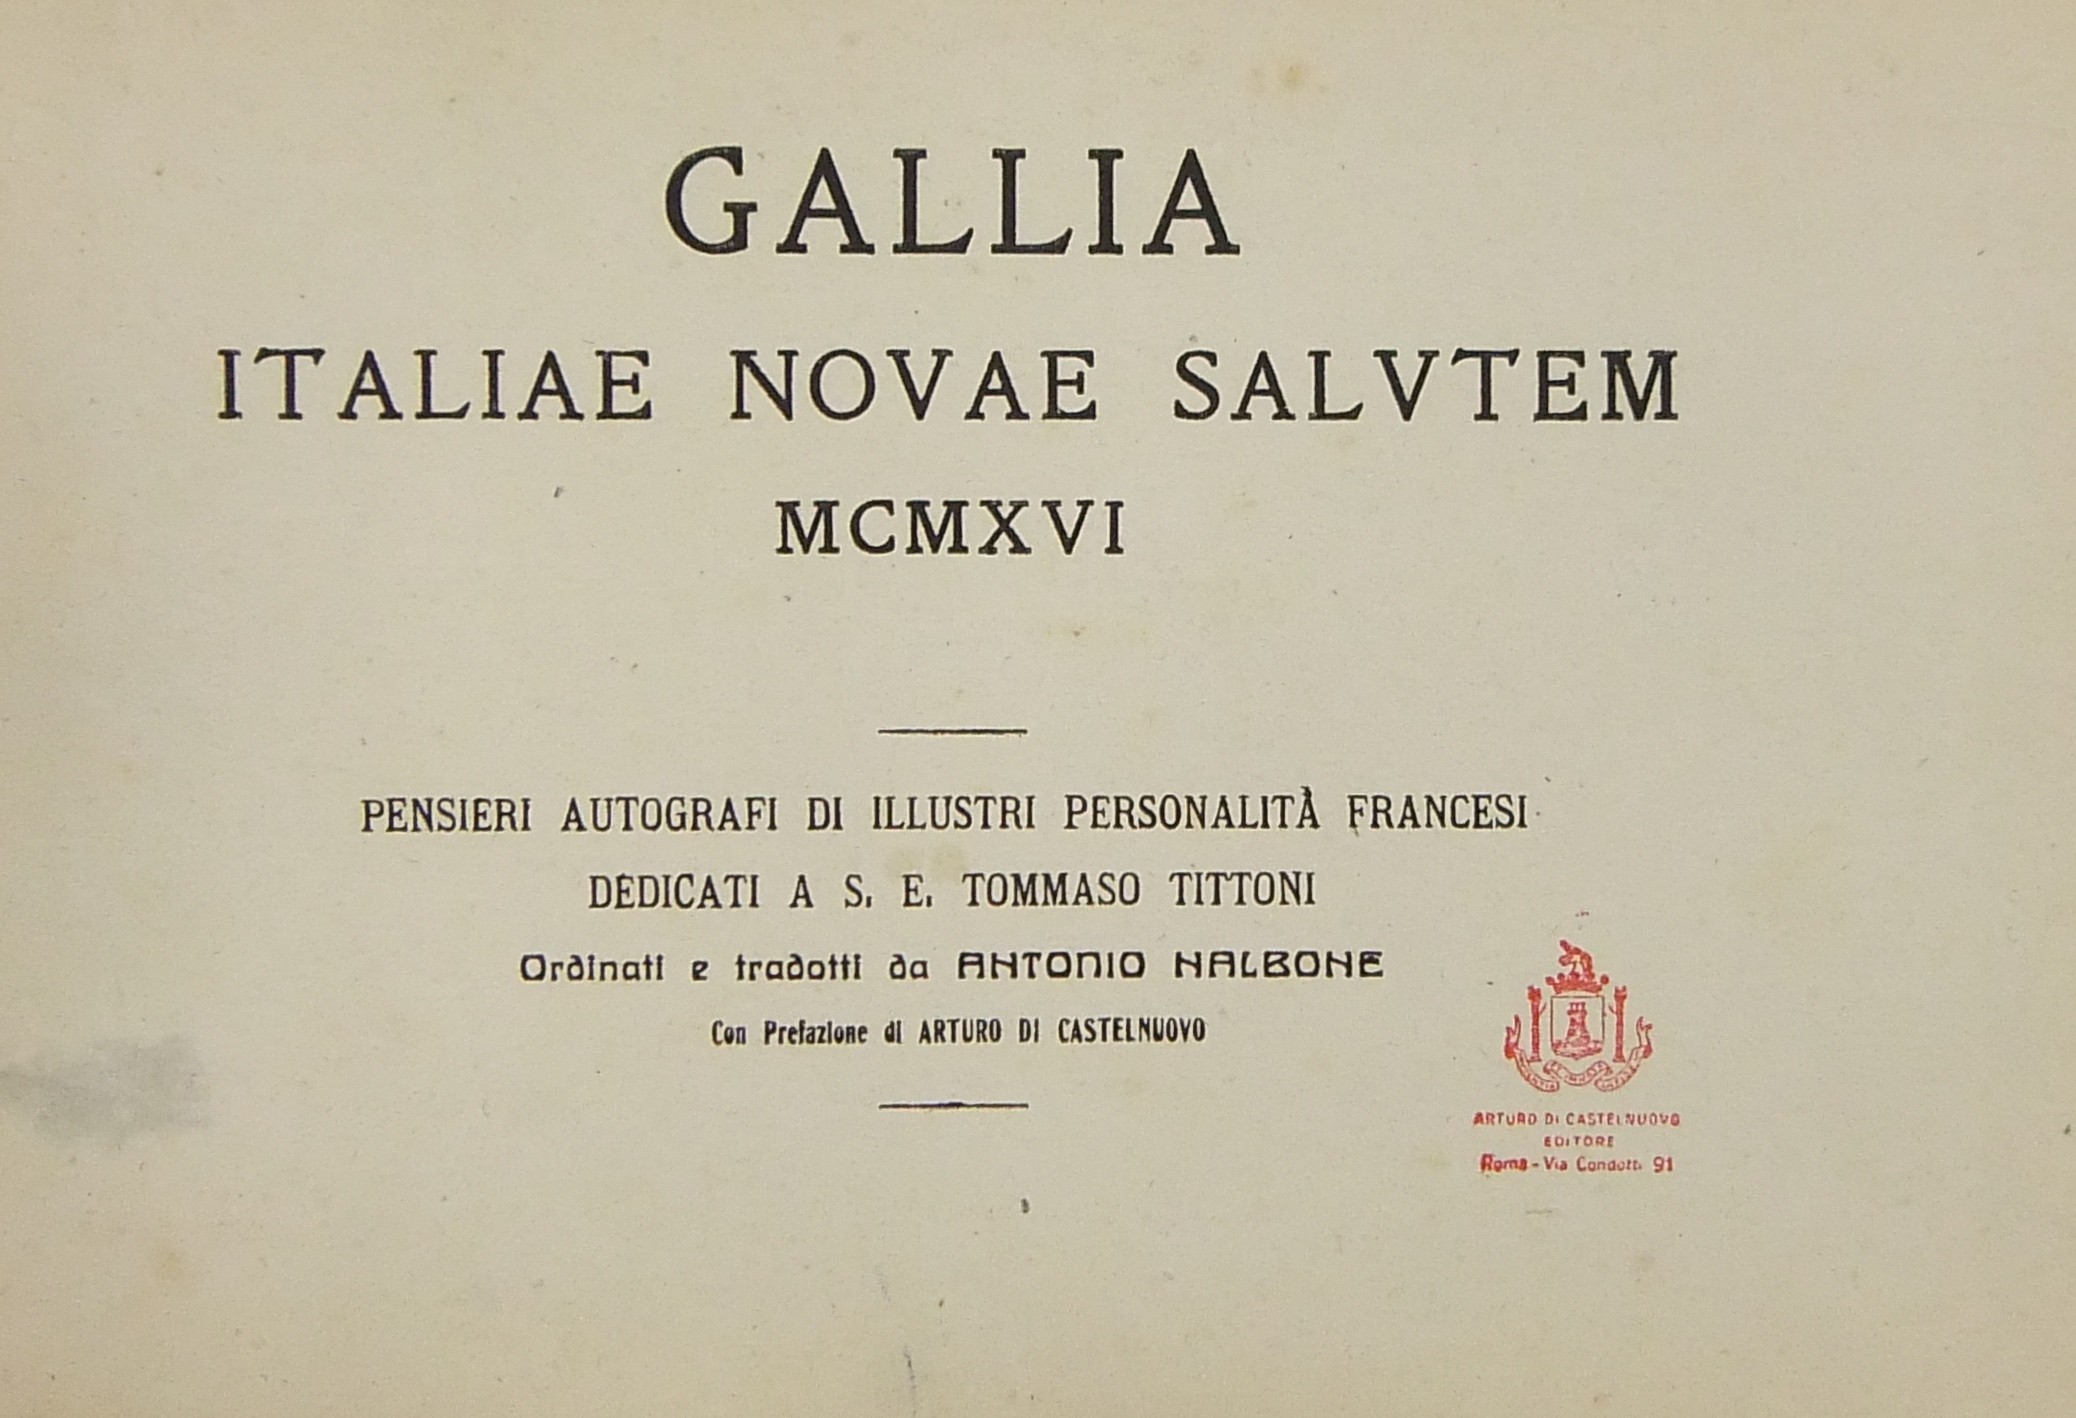 GALLIA
ITALIAE NOVAE SALVTEM
MCMXVI
PENSIERI AUTOGRAFI DI ILLUSTRI PERSONALITÀ FRANCESI
DEDICATI A S. E. TOMMASO TITTONI
Ordinati e tradotti da ANTONIO NALBONE
Con Prefazione di ARTURO DI CASTELNUOVO
ARTURO DI CASTELNUOVO
EDITORE
Roma - Via Condotti 91